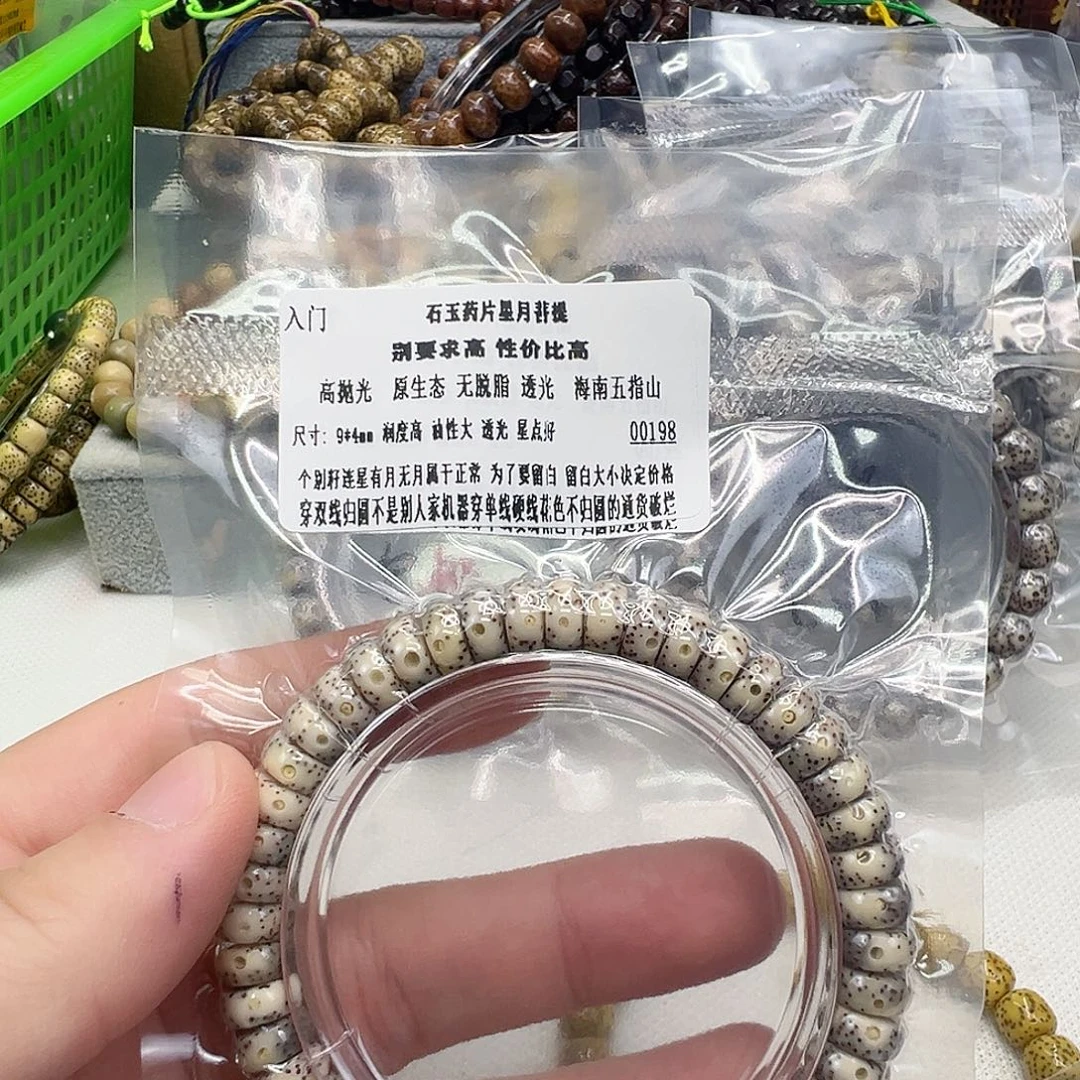 入门 石玉药片星月菩提
别要求高 性价比高
高抛光 原生态 无脱脂 透光 海南五指山
尺寸: 9*4mm 润度高 油性大 透光 星点好 00198
个别籽连星有月无月属于正常 为了要留白 留白大小决定价格
穿双线归圆不是别人家机器穿单线硬线花色不归圆的通货破烂